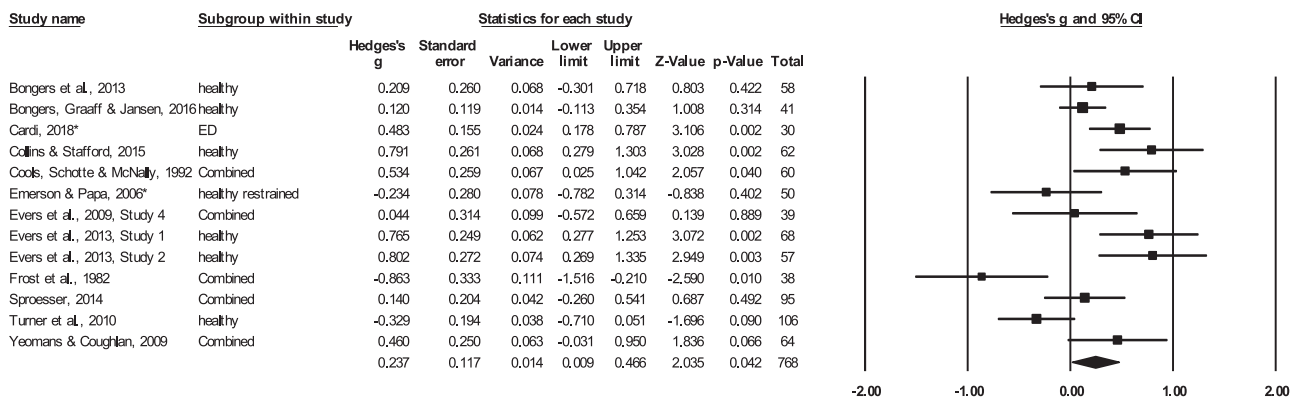 Study name Subgroup within study Statistics for each study Hedges's g and 95% CI
Hedges's Standard Lower Upper
g error Variance limit limit Z-Value p-Value Total
Bongers et al., 2013 healthy 0.209 0.260 0.068 -0.301 0.718 0.803 0.422 58
Bongers, Graaff & Jansen, 2016 healthy 0.120 0.119 0.014 -0.113 0.354 1.008 0.314 41
Cardi, 2018* ED 0.483 0.155 0.024 0.178 0.787 3.106 0.002 30
Collins & Stafford, 2015 healthy 0.791 0.261 0.068 0.279 1.303 3.028 0.002 62
Cools, Schotte & McNally, 1992 Combined 0.534 0.259 0.067 0.025 1.042 2.057 0.040 60
Emerson & Papa, 2006* healthy restrained -0.234 0.280 0.078 -0.782 0.314 -0.838 0.402 50
Evers et al., 2009, Study 4 Combined 0.044 0.314 0.099 -0.572 0.659 0.139 0.889 39
Evers et al., 2013, Study 1 healthy 0.765 0.249 0.062 0.277 1.253 3.072 0.002 68
Evers et al., 2013, Study 2 healthy 0.802 0.272 0.074 0.269 1.335 2.949 0.003 57
Frost et al., 1982 Combined -0.863 0.333 0.111 -1.516 -0.210 -2.590 0.010 38
Sproesser, 2014 Combined 0.140 0.204 0.042 -0.260 0.541 0.687 0.492 95
Turner et al., 2010 healthy -0.329 0.194 0.038 -0.710 0.051 -1.696 0.090 106
Yeomans & Coughlan, 2009 Combined 0.460 0.250 0.063 -0.031 0.950 1.836 0.066 64
0.237 0.117 0.014 0.009 0.466 2.035 0.042 768
-2.00 -1.00 0.00 1.00 2.00